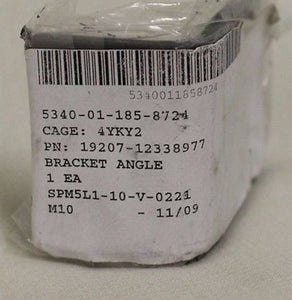 5340011858724
5340-01-185-8724
CAGE: 4YKY2
PN: 19207-12338977
BRACKET ANGLE
1 EA
SPM5L1-10-V-0221
M10 - 11/09